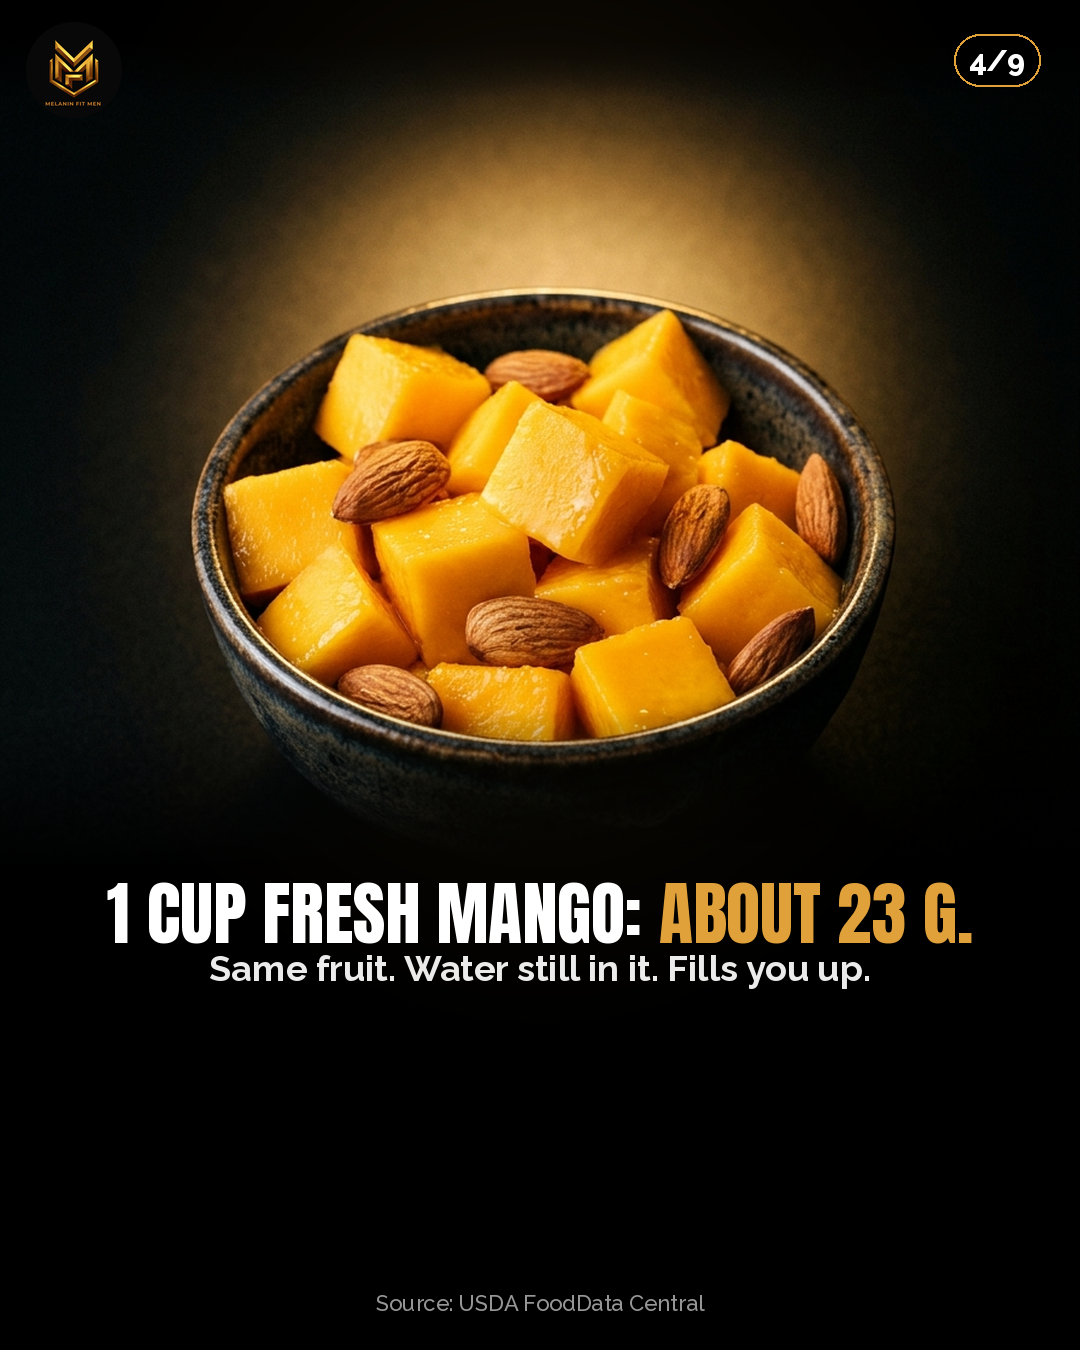 MELANIN FIT MEN
4/9
1 CUP FRESH MANGO: ABOUT 23 G.
Same fruit. Water still in it. Fills you up.
Source: USDA FoodData Central